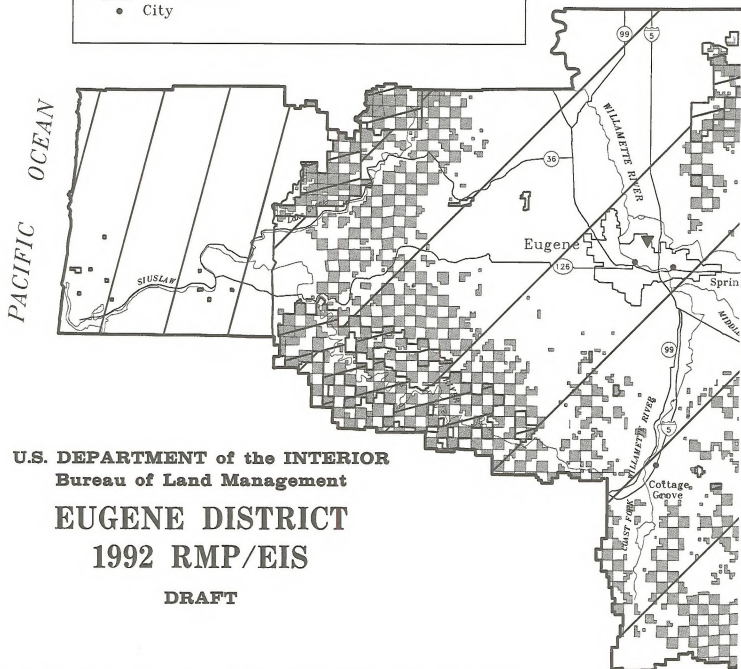 City
99
5
PACIFIC OCEAN
WILLAMETTE RIVER
36
Eugene
126
SIUSLAW
99
5
WILLAMETTE RIVER
COAST FORK
Cottage
Grove
U.S. DEPARTMENT of the INTERIOR
Bureau of Land Management
EUGENE DISTRICT
1992 RMP/EIS
DRAFT